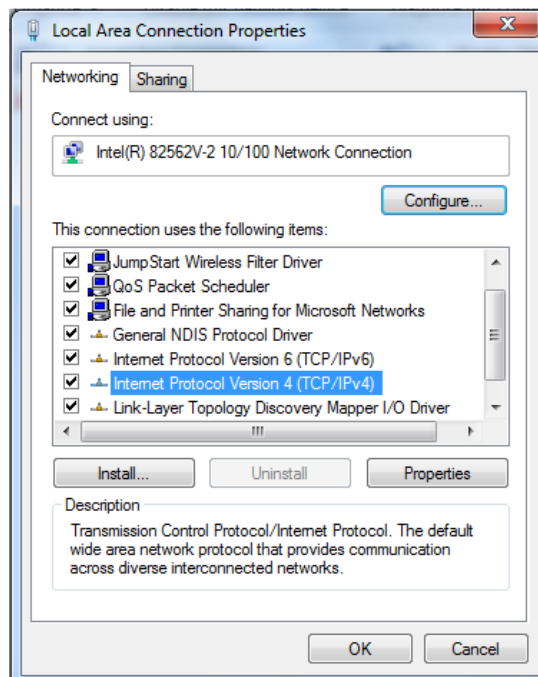 Local Area Connection Properties
Networking
Sharing
Connect using:
Intel(R) 82562V-2 10/100 Network Connection
Configure...
This connection uses the following items:
JumpStart Wireless Filter Driver
QoS Packet Scheduler
File and Printer Sharing for Microsoft Networks
General NDIS Protocol Driver
Internet Protocol Version 6 (TCP/IPv6)
Internet Protocol Version 4 (TCP/IPv4)
Link-Layer Topology Discovery Mapper I/O Driver
Install...
Uninstall
Properties
Description
Transmission Control Protocol/Internet Protocol. The default
wide area network protocol that provides communication
across diverse interconnected networks.
OK
Cancel